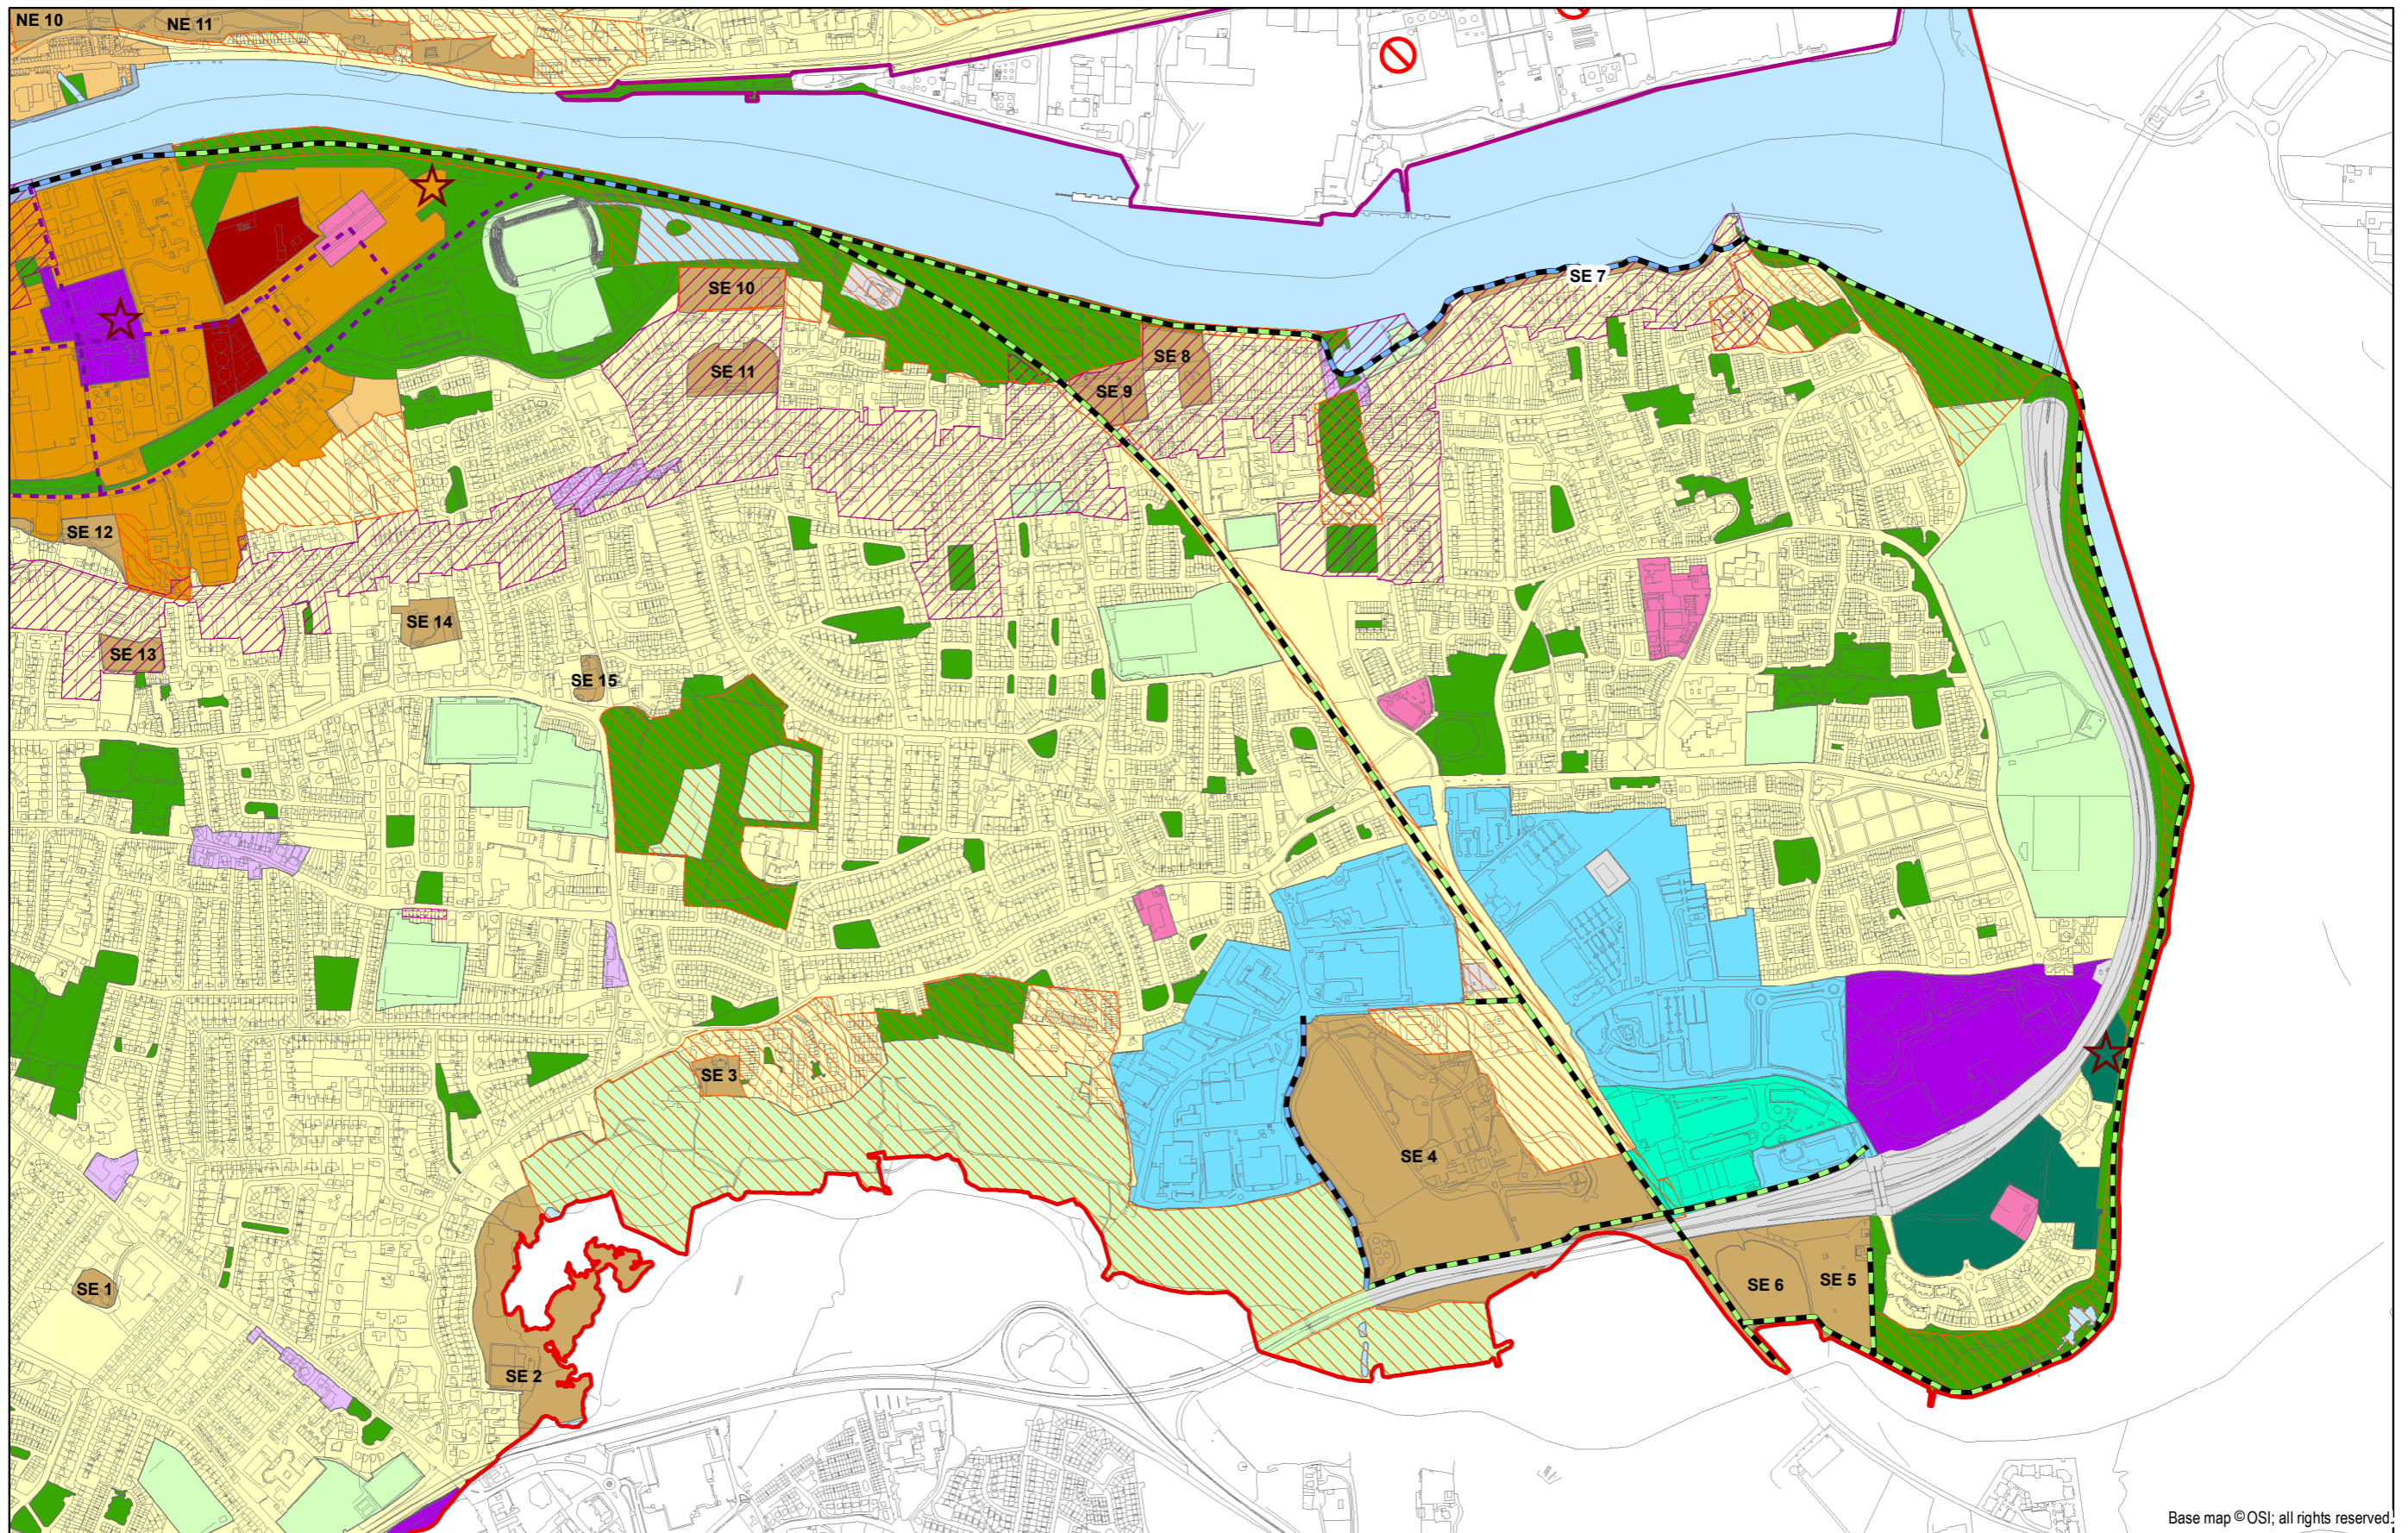 NE 10
NE 11
SE 7
SE 10
SE 8
SE 11
SE 9
SE 12
SE 14
SE 13
SE 15
SE 3
SE 4
SE 1
SE 6
SE 5
SE 2
Base map © OSI; all rights reserved.